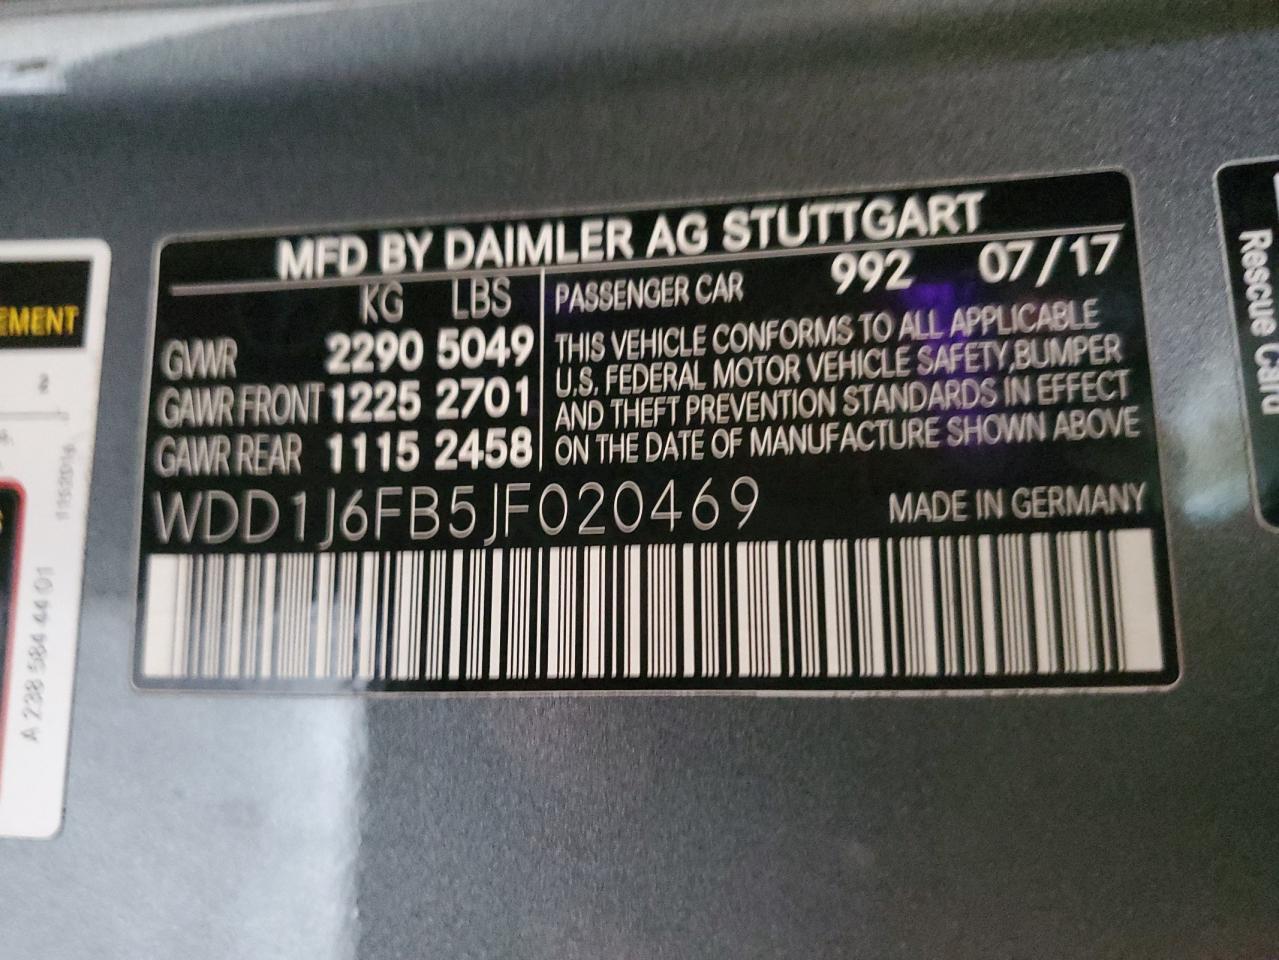 MFD BY DAIMLER AG STUTTGART
KG LBS
PASSENGER CAR 992 07/17
GVWR 2290 5049
GAWR FRONT 1225 2701
GAWR REAR 1115 2458
THIS VEHICLE CONFORMS TO ALL APPLICABLE
U.S. FEDERAL MOTOR VEHICLE SAFETY,BUMPER
AND THEFT PREVENTION STANDARDS IN EFFECT
ON THE DATE OF MANUFACTURE SHOWN ABOVE
WDD1J6FB5JF020469
MADE IN GERMANY
EMENT
2
A 238 584 44 01
Rescue Card